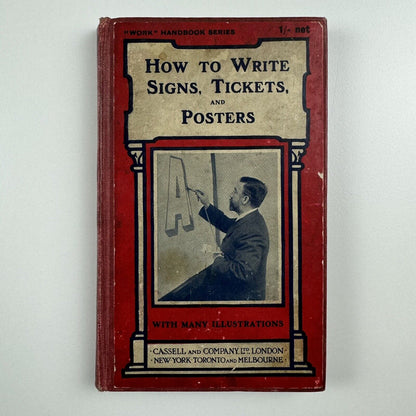 "WORK" HANDBOOK SERIES 1/- net
HOW TO WRITE
SIGNS, TICKETS,
AND
POSTERS
A
WITH MANY ILLUSTRATIONS
CASSELL AND COMPANY, LTD, LONDON
NEW YORK TORONTO AND MELBOURNE